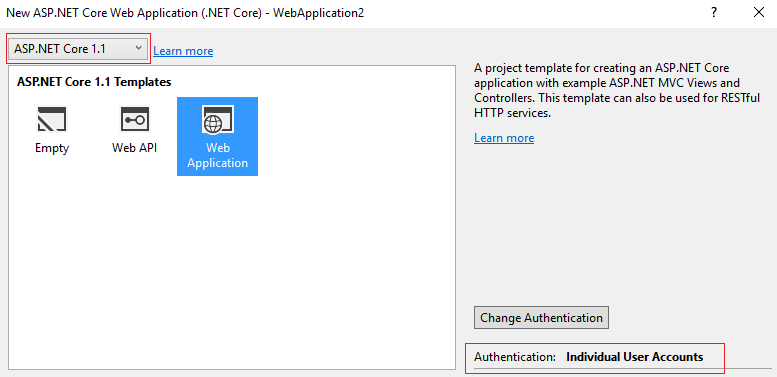 New ASP.NET Core Web Application (.NET Core) - WebApplication2
ASP.NET Core 1.1
Learn more
ASP.NET Core 1.1 Templates
Empty
Web API
Web
Application
A project template for creating an ASP.NET Core
application with example ASP.NET MVC Views and
Controllers. This template can also be used for RESTful
HTTP services.
Learn more
Change Authentication
Authentication: Individual User Accounts